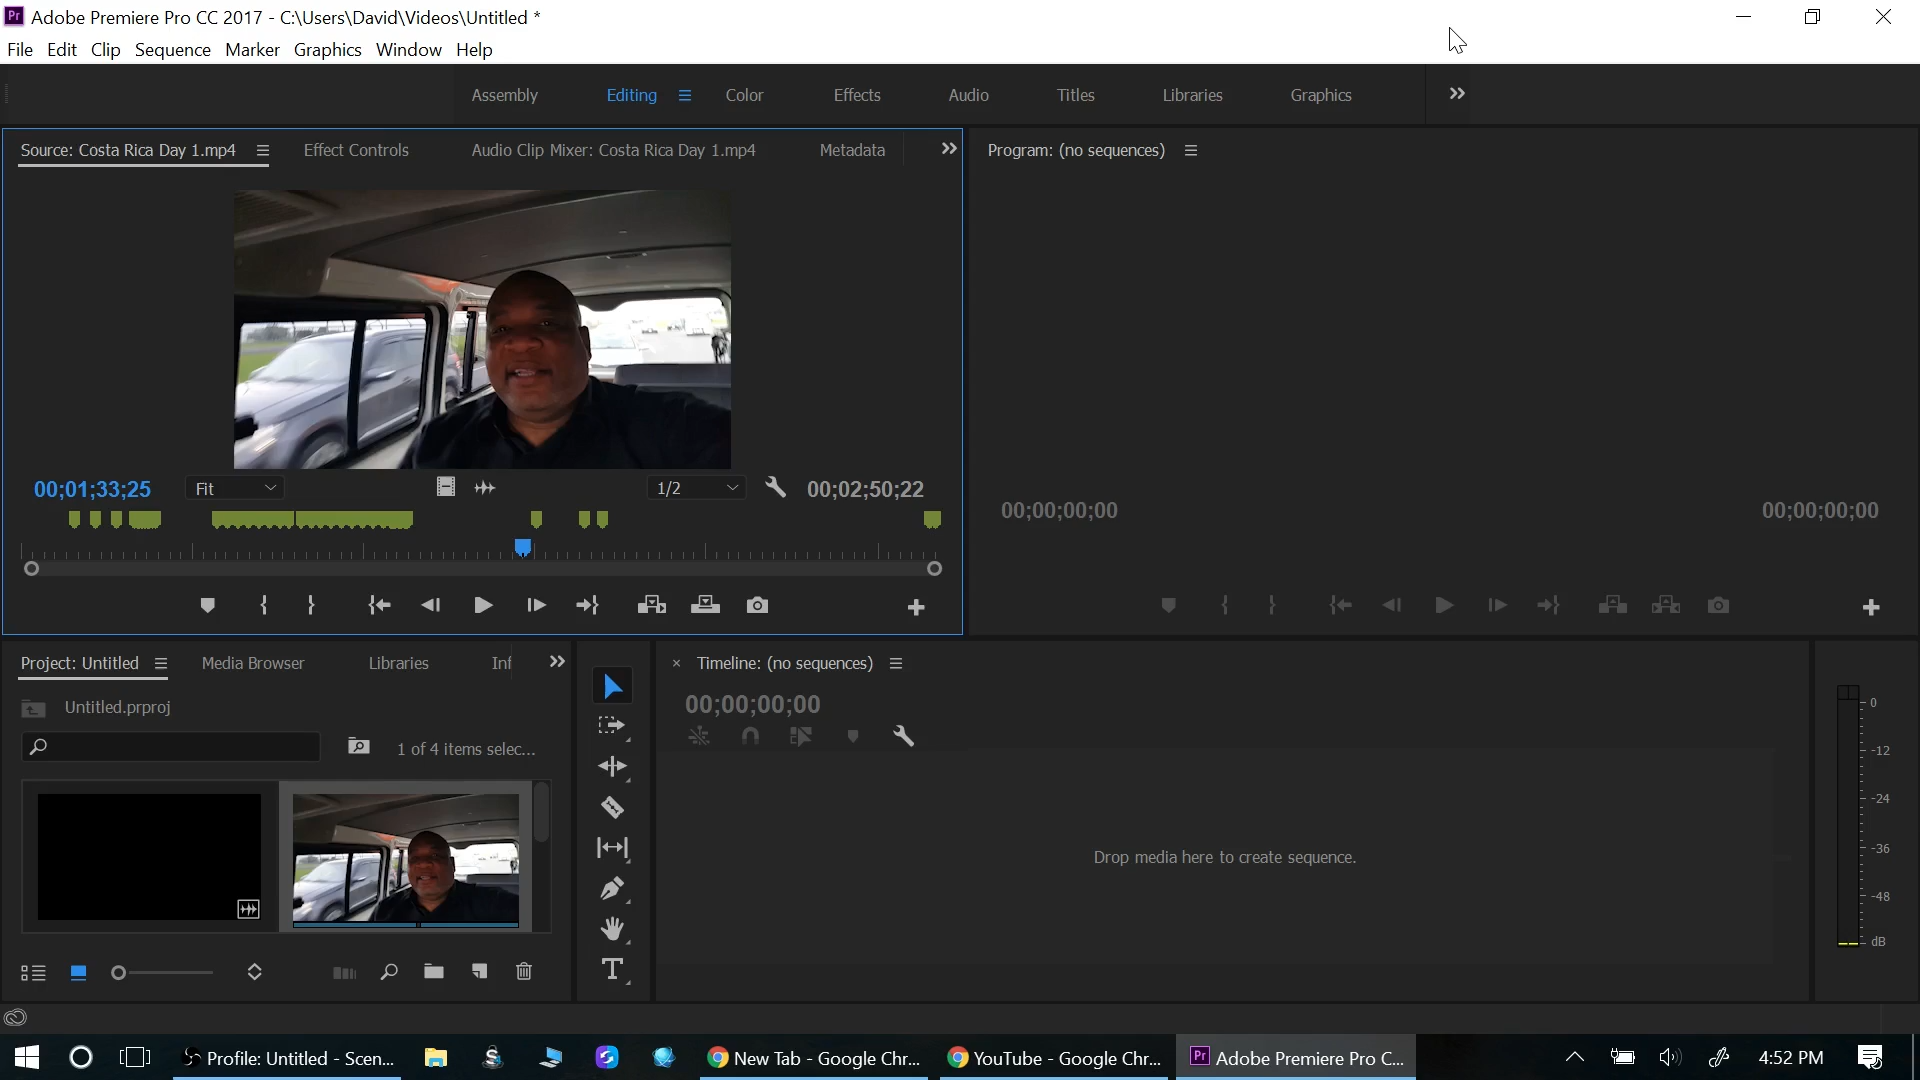 Adobe Premiere Pro CC 2017 - C:\Users\David\Videos\Untitled *
File Edit Clip Sequence Marker Graphics Window Help
Assembly Editing Color Effects Audio Titles Libraries Graphics
Source: Costa Rica Day 1.mp4 Effect Controls Audio Clip Mixer: Costa Rica Day 1.mp4 Metadata
Program: (no sequences)
00;01;33;25 Fit 1/2 00;02;50;22
00;00;00;00 00;00;00;00
Project: Untitled Media Browser Libraries Inf
Untitled.prproj
1 of 4 items selec...
× Timeline: (no sequences)
00;00;00;00
Drop media here to create sequence.
0
-12
-24
-36
-48
dB
Profile: Untitled - Scen... New Tab - Google Chr... YouTube - Google Chr... Pr Adobe Premiere Pro C... 4:52 PM